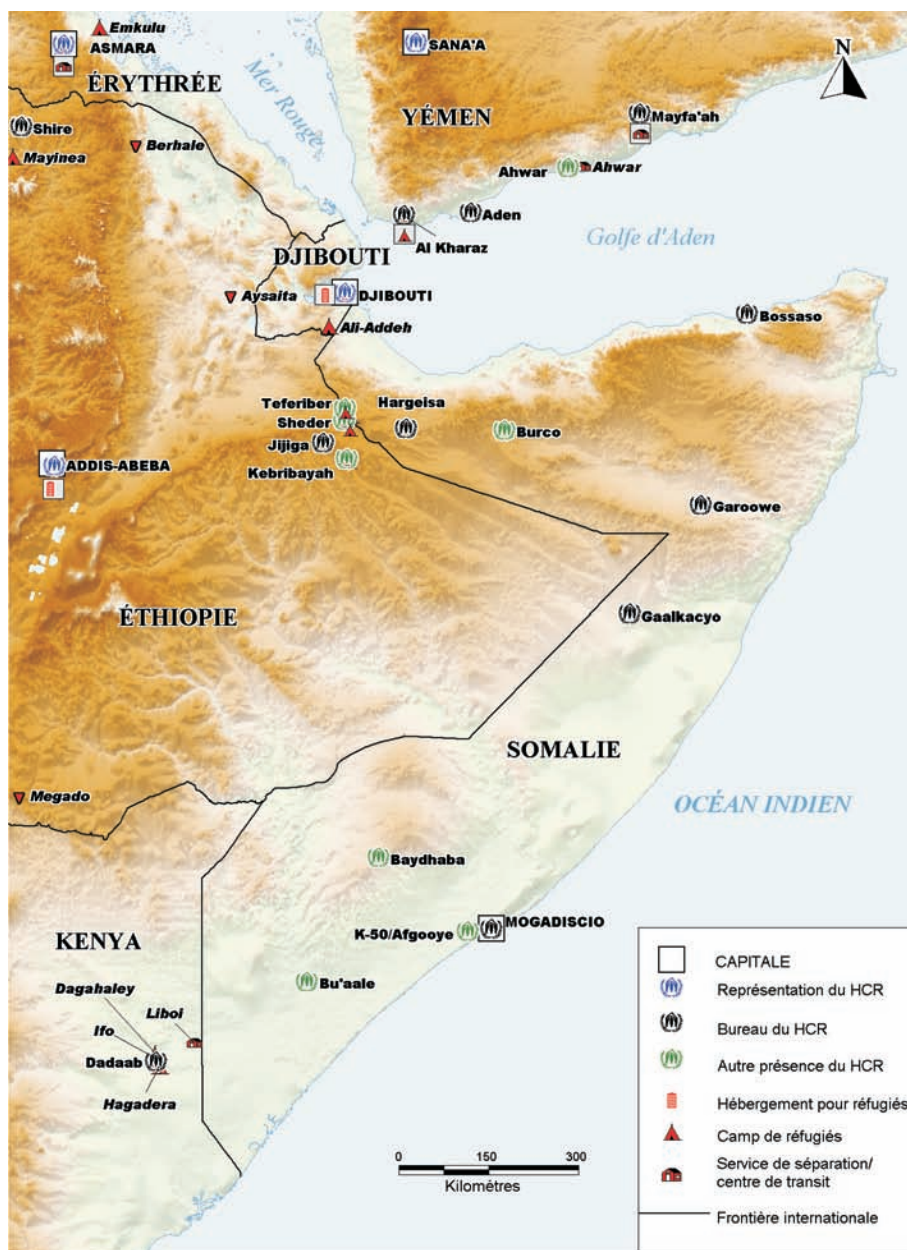 Emkulu
ASMARA
ÉRYTHRÉE
Mer Rouge
SANA'A
YÉMEN
N
Mayfa'ah
Shire
Mayinea
Berhale
Ahwar
Ahwar
Aden
Al Kharaz
Golfe d'Aden
DJIBOUTI
DJIBOUTI
Aysaita
Ali-Addeh
Bossaso
Teferiber
Hargeisa
Sheder
Burco
Jijiga
Kebribayah
ADDIS-ABEBA
Garoowe
ÉTHIOPIE
Gaalkacyo
SOMALIE
Megado
OCÉAN INDIEN
Baydhaba
K-50/Afgooye
MOGADISCIO
KENYA
Bu'aale
Dagahaley
Liboi
Ifo
Dadaab
Hagadera
0 150 300
Kilométres
CAPITALE
Représentation du HCR
Bureau du HCR
Autre présence du HCR
Hébergement pour réfugiés
Camp de réfugiés
Service de séparation/
centre de transit
Frontière internationale